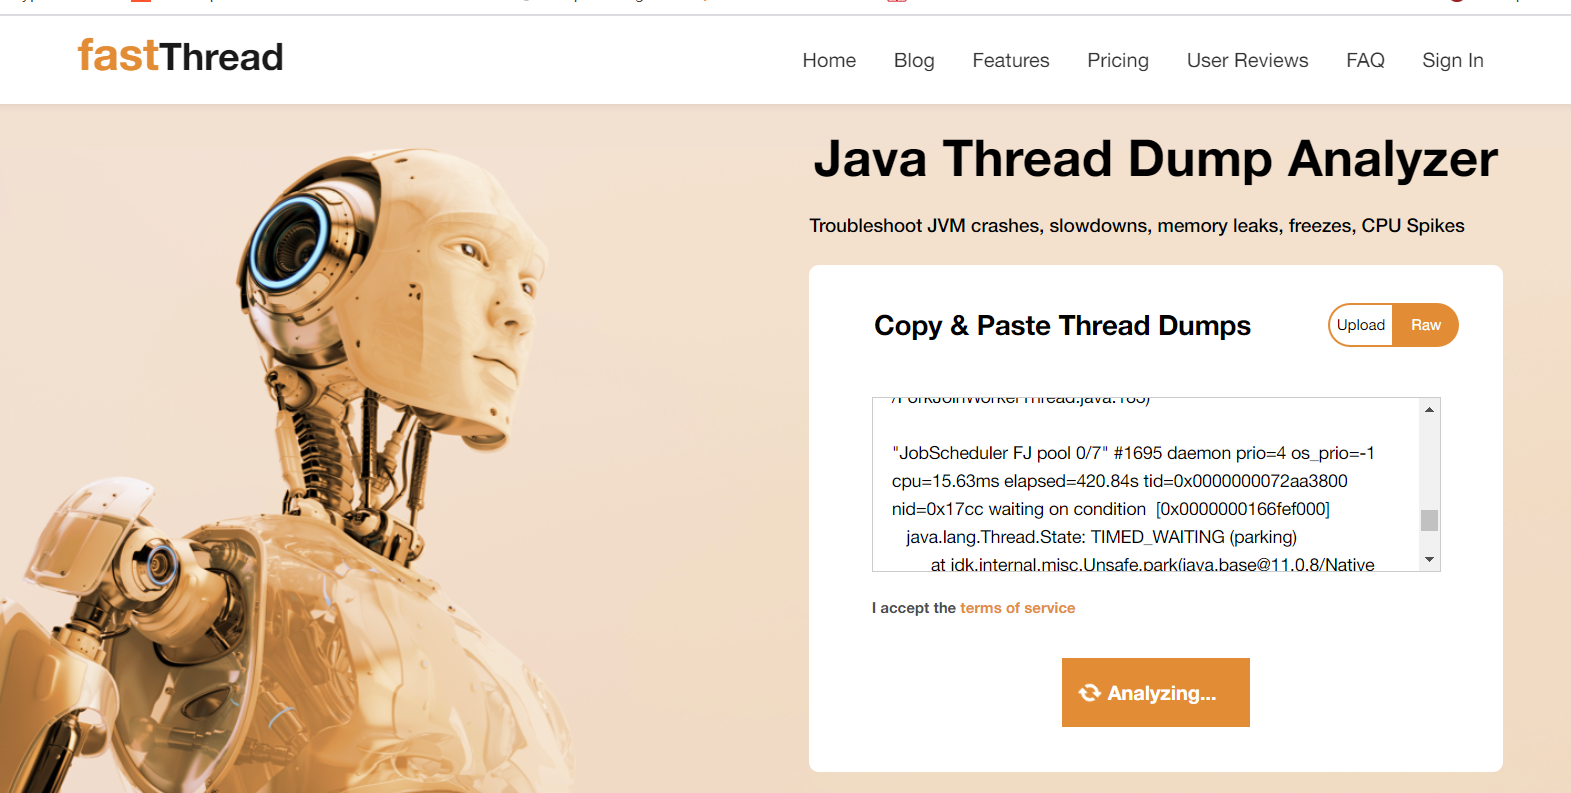 fastThread
Home Blog Features Pricing User Reviews FAQ Sign In
Java Thread Dump Analyzer
Troubleshoot JVM crashes, slowdowns, memory leaks, freezes, CPU Spikes
Copy & Paste Thread Dumps
Upload Raw
/ForkJoinWorkerThread.java:183)
"JobScheduler FJ pool 0/7" #1695 daemon prio=4 os_prio=-1
cpu=15.63ms elapsed=420.84s tid=0x0000000072aa3800
nid=0x17cc waiting on condition [0x0000000166fef000]
java.lang.Thread.State: TIMED_WAITING (parking)
at jdk.internal.misc.Unsafe.park(java.base@11.0.8/Native
I accept the terms of service
Analyzing...